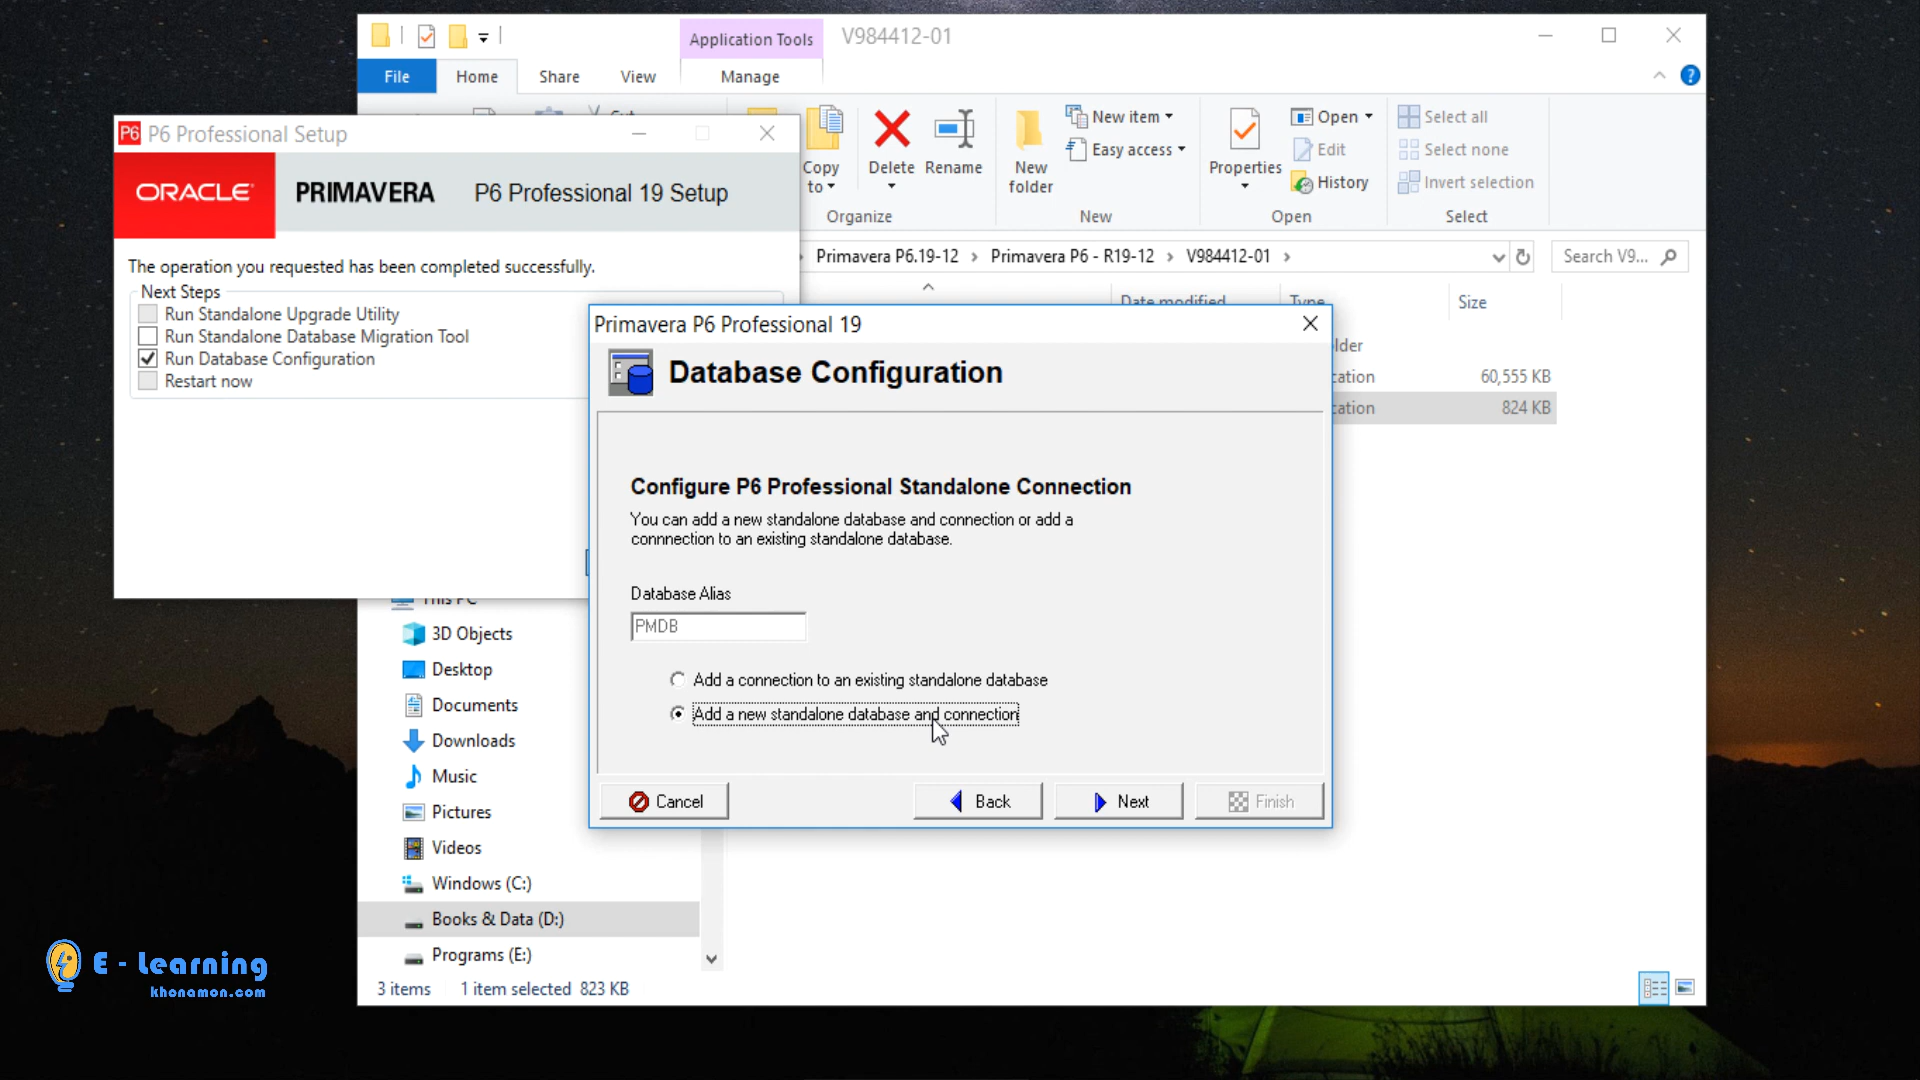 Application Tools
V984412-01
File
Home
Share
View
Manage
Copy
to
Delete
Rename
Organize
New
folder
New item
Easy access
New
Properties
Open
Edit
History
Open
Select all
Select none
Invert selection
Select
P6 Professional Setup
ORACLE
PRIMAVERA
P6 Professional 19 Setup
The operation you requested has been completed successfully.
Next Steps
Run Standalone Upgrade Utility
Run Standalone Database Migration Tool
Run Database Configuration
Restart now
Primavera P6.19-12 › Primavera P6 - R19-12 › V984412-01 ›
Search V9...
Date modified
Type
Size
60,555 KB
824 KB
Primavera P6 Professional 19
Database Configuration
Configure P6 Professional Standalone Connection
You can add a new standalone database and connection or add a
connnection to an existing standalone database.
Database Alias
PMDB
Add a connection to an existing standalone database
Add a new standalone database and connection
Cancel
Back
Next
Finish
This PC
3D Objects
Desktop
Documents
Downloads
Music
Pictures
Videos
Windows (C:)
Books & Data (D:)
Programs (E:)
3 items
1 item selected 823 KB
E - Learning
khonamon.com